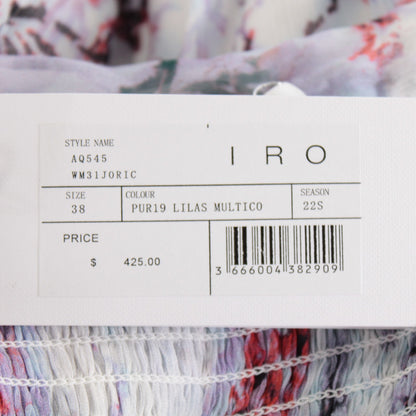 STYLE NAME
AQ545
WM31JORIC
IRO
SIZE
38
COLOUR
PUR19 LILAS MULTICO
SEASON
22S
PRICE
$ 425.00
3 666004 382909